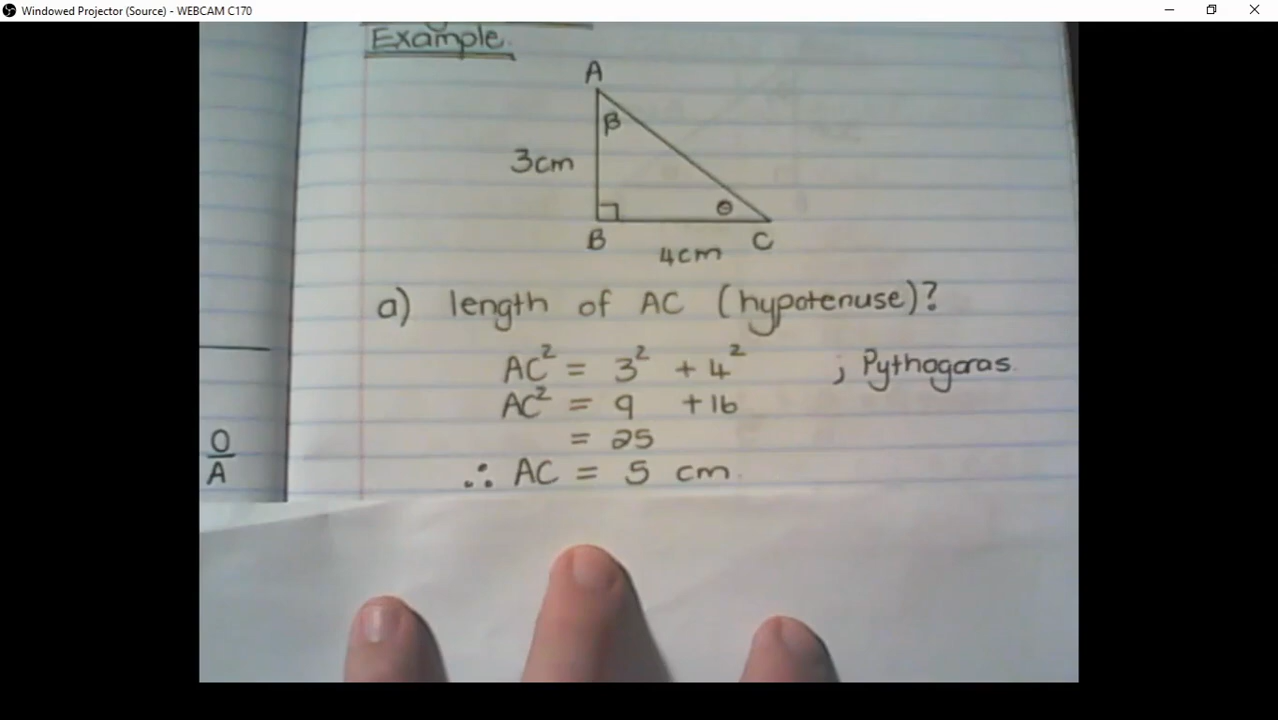 Windowed Projector (Source) - WEBCAM C170
Example.
A
β
3cm
θ
B
4cm
C
a) length of AC (hypotenuse)?
AC² = 3² + 4² ; Pythagoras.
AC² = 9 + 16
= 25
∴ AC = 5 cm.
O
A